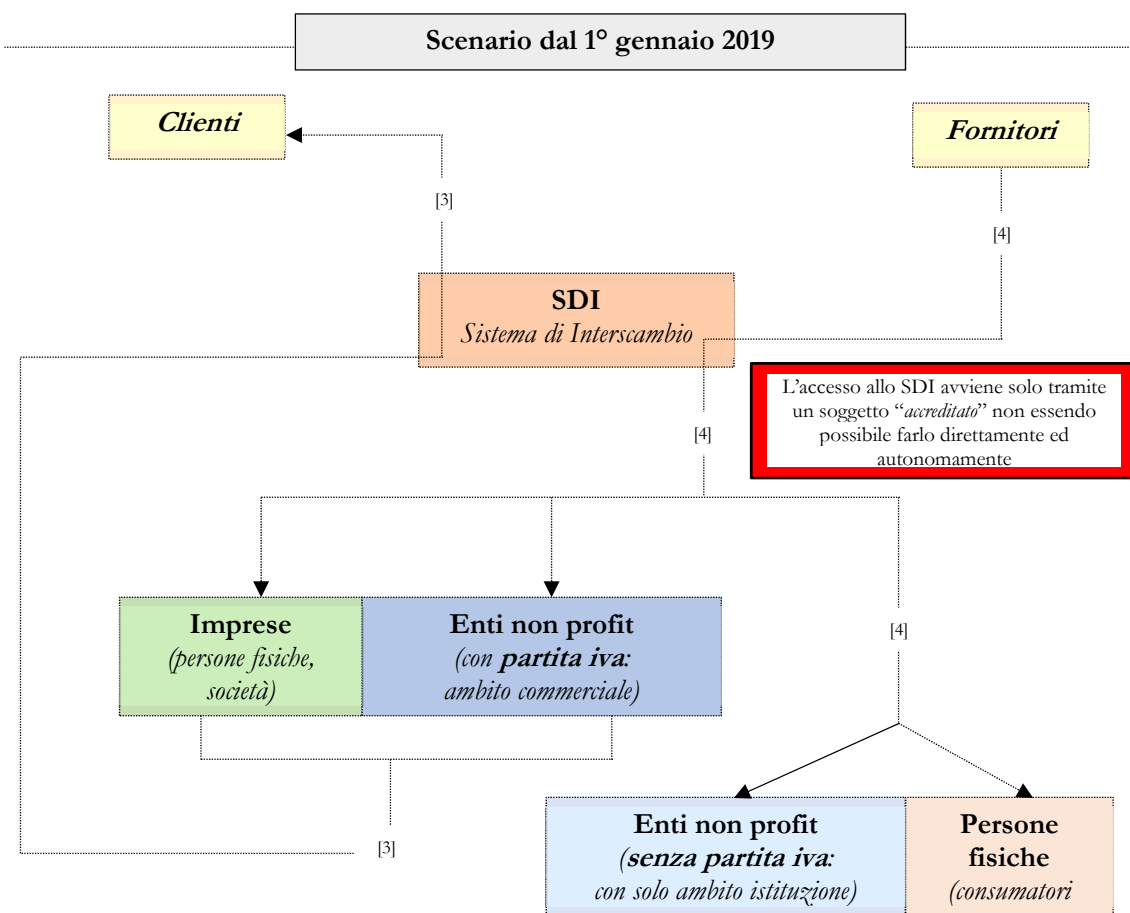 Scenario dal 1° gennaio 2019
Clienti
Fornitori
[3]
[4]
SDI
Sistema di Interscambio
L’accesso allo SDI avviene solo tramite
un soggetto “accreditato” non essendo
possibile farlo direttamente ed
autonomamente
[4]
Imprese
(persone fisiche,
società)
Enti non profit
(con partita iva:
ambito commerciale)
[4]
[3]
Enti non profit
(senza partita iva:
con solo ambito istituzione)
Persone
fisiche
(consumatori